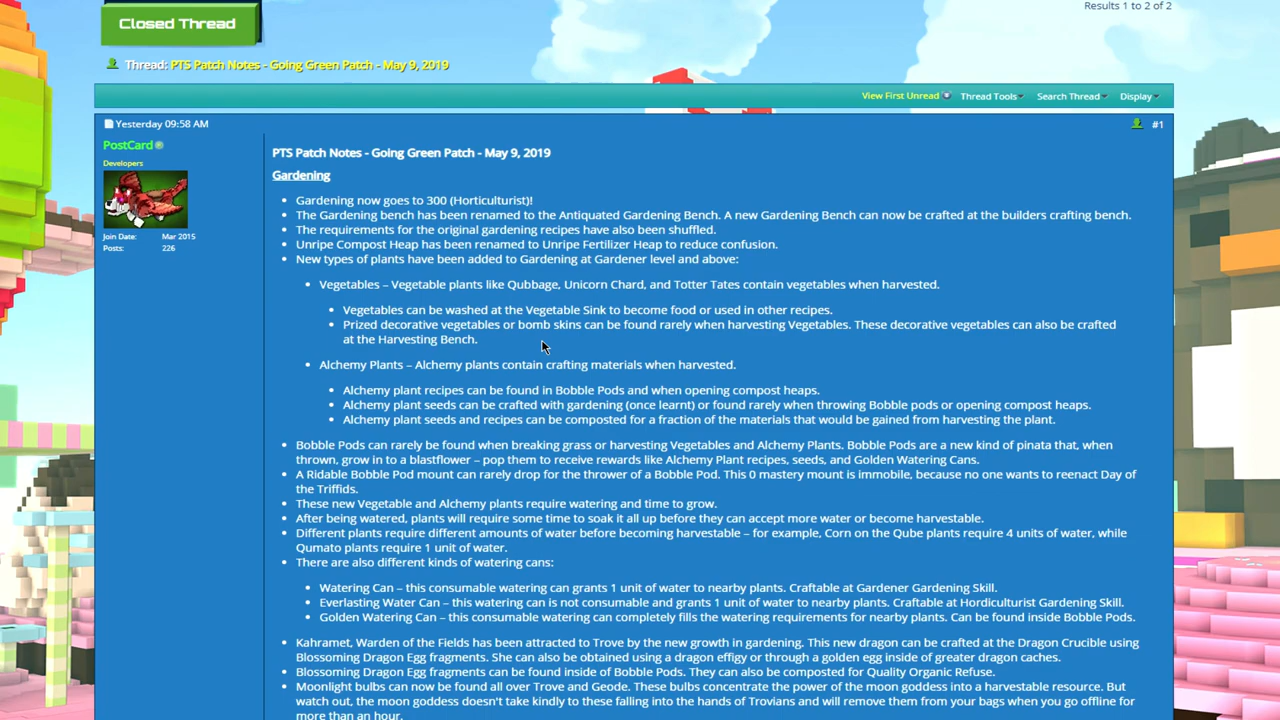 Results 1 to 2 of 2
Closed Thread
Thread: PTS Patch Notes - Going Green Patch - May 9, 2019
View First Unread Thread Tools Search Thread Display
Yesterday 09:58 AM #1
PostCard
Developers
Join Date: Mar 2015
Posts: 226
PTS Patch Notes - Going Green Patch - May 9, 2019
Gardening
Gardening now goes to 300 (Horticulturist)!
The Gardening bench has been renamed to the Antiquated Gardening Bench. A new Gardening Bench can now be crafted at the builders crafting bench.
The requirements for the original gardening recipes have also been shuffled.
Unripe Compost Heap has been renamed to Unripe Fertilizer Heap to reduce confusion.
New types of plants have been added to Gardening at Gardener level and above:
Vegetables – Vegetable plants like Qubbage, Unicorn Chard, and Totter Tates contain vegetables when harvested.
Vegetables can be washed at the Vegetable Sink to become food or used in other recipes.
Prized decorative vegetables or bomb skins can be found rarely when harvesting Vegetables. These decorative vegetables can also be crafted
at the Harvesting Bench.
Alchemy Plants – Alchemy plants contain crafting materials when harvested.
Alchemy plant recipes can be found in Bobble Pods and when opening compost heaps.
Alchemy plant seeds can be crafted with gardening (once learnt) or found rarely when throwing Bobble pods or opening compost heaps.
Alchemy plant seeds and recipes can be composted for a fraction of the materials that would be gained from harvesting the plant.
Bobble Pods can rarely be found when breaking grass or harvesting Vegetables and Alchemy Plants. Bobble Pods are a new kind of pinata that, when
thrown, grow in to a blastflower – pop them to receive rewards like Alchemy Plant recipes, seeds, and Golden Watering Cans.
A Ridable Bobble Pod mount can rarely drop for the thrower of a Bobble Pod. This 0 mastery mount is immobile, because no one wants to reenact Day of
the Triffids.
These new Vegetable and Alchemy plants require watering and time to grow.
After being watered, plants will require some time to soak it all up before they can accept more water or become harvestable.
Different plants require different amounts of water before becoming harvestable – for example, Corn on the Qube plants require 4 units of water, while
Qumato plants require 1 unit of water.
There are also different kinds of watering cans:
Watering Can – this consumable watering can grants 1 unit of water to nearby plants. Craftable at Gardener Gardening Skill.
Everlasting Water Can – this watering can is not consumable and grants 1 unit of water to nearby plants. Craftable at Hordiculturist Gardening Skill.
Golden Watering Can – this consumable watering can completely fills the watering requirements for nearby plants. Can be found inside Bobble Pods.
Kahramet, Warden of the Fields has been attracted to Trove by the new growth in gardening. This new dragon can be crafted at the Dragon Crucible using
Blossoming Dragon Egg fragments. She can also be obtained using a dragon effigy or through a golden egg inside of greater dragon caches.
Blossoming Dragon Egg fragments can be found inside of Bobble Pods. They can also be composted for Quality Organic Refuse.
Moonlight bulbs can now be found all over Trove and Geode. These bulbs concentrate the power of the moon goddess into a harvestable resource. But
watch out, the moon goddess doesn't take kindly to these falling into the hands of Trovians and will remove them from your bags when you go offline for
more than an hour.